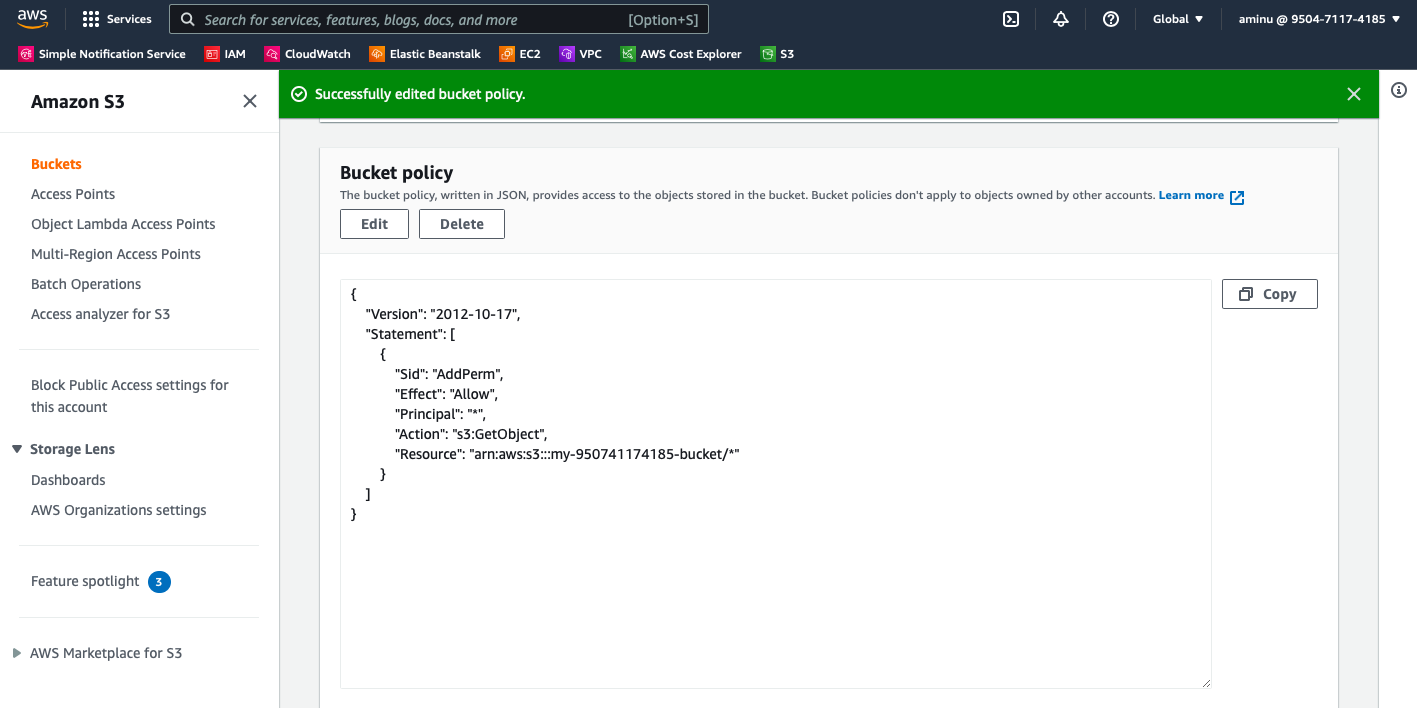 aws
Services
Search for services, features, blogs, docs, and more [Option+S]
Global ▼
aminu @ 9504-7117-4185 ▼
Simple Notification Service
IAM
CloudWatch
Elastic Beanstalk
EC2
VPC
AWS Cost Explorer
S3
Amazon S3
Buckets
Access Points
Object Lambda Access Points
Multi-Region Access Points
Batch Operations
Access analyzer for S3
Block Public Access settings for
this account
Storage Lens
Dashboards
AWS Organizations settings
Feature spotlight 3
AWS Marketplace for S3
Successfully edited bucket policy.
Bucket policy
The bucket policy, written in JSON, provides access to the objects stored in the bucket. Bucket policies don't apply to objects owned by other accounts. Learn more
Edit
Delete
Copy
{
"Version": "2012-10-17",
"Statement": [
{
"Sid": "AddPerm",
"Effect": "Allow",
"Principal": "*",
"Action": "s3:GetObject",
"Resource": "arn:aws:s3:::my-950741174185-bucket/*"
}
]
}